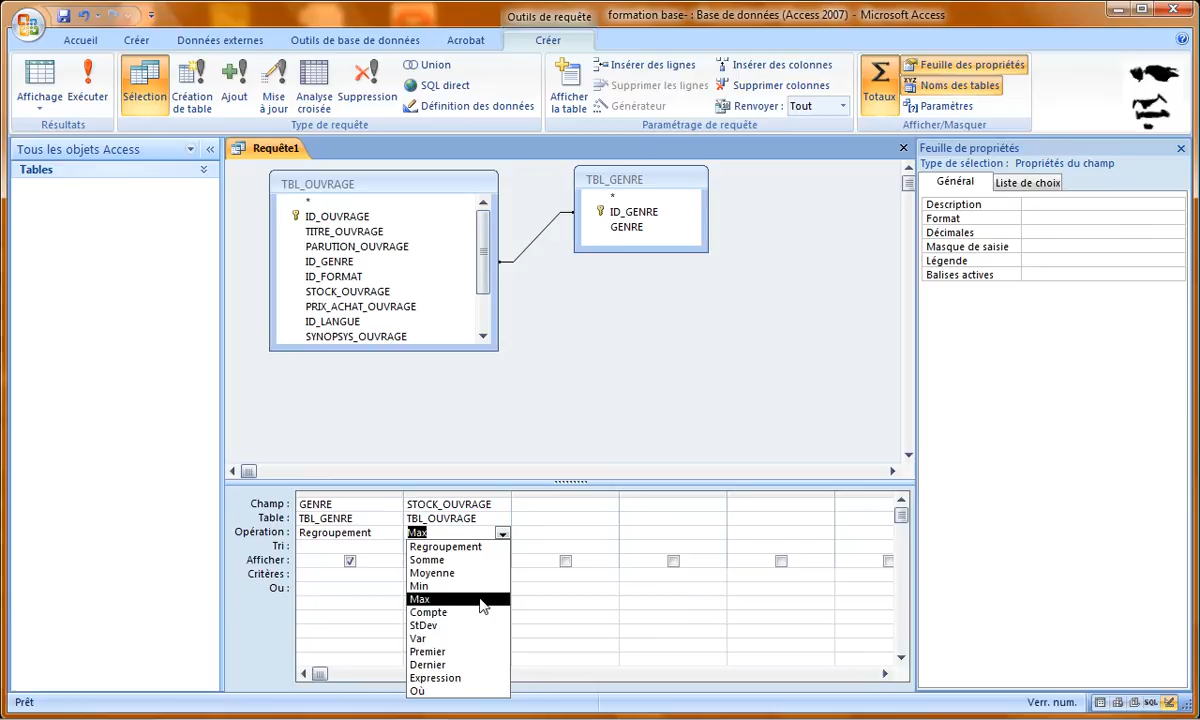 Outils de requête
formation base- : Base de données (Access 2007) - Microsoft Access
Accueil
Créer
Données externes
Outils de base de données
Acrobat
Créer
Affichage
Exécuter
Résultats
Sélection
Création
de table
Ajout
Mise
à jour
Analyse
croisée
Suppression
Union
SQL direct
Définition des données
Type de requête
Afficher
la table
Insérer des lignes
Supprimer les lignes
Générateur
Insérer des colonnes
Supprimer colonnes
Renvoyer : Tout
Paramétrage de requête
Σ
Totaux
Feuille des propriétés
XYZ Noms des tables
Paramètres
Afficher/Masquer
Tous les objets Access
Tables
Requête1
TBL_OUVRAGE
*
ID_OUVRAGE
TITRE_OUVRAGE
PARUTION_OUVRAGE
ID_GENRE
ID_FORMAT
STOCK_OUVRAGE
PRIX_ACHAT_OUVRAGE
ID_LANGUE
SYNOPSYS_OUVRAGE
TBL_GENRE
*
ID_GENRE
GENRE
Champ : GENRE STOCK_OUVRAGE
Table : TBL_GENRE TBL_OUVRAGE
Opération : Regroupement Max
Tri :
Afficher :
Critères :
Ou :
Regroupement
Somme
Moyenne
Min
Max
Compte
StDev
Var
Premier
Dernier
Expression
Où
Feuille de propriétés
Type de sélection : Propriétés du champ
Général
Liste de choix
Description
Format
Décimales
Masque de saisie
Légende
Balises actives
Prêt
Verr. num.
SQL